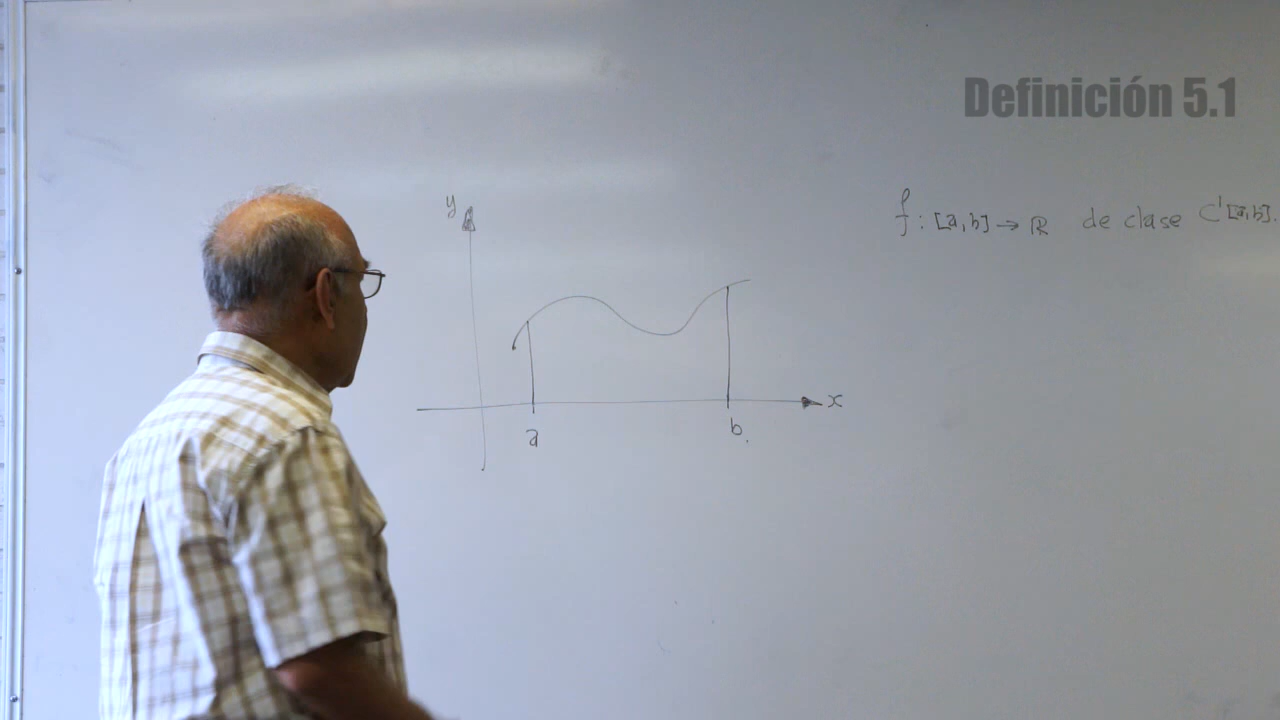 Definición 5.1
y
f : [a,b] → ℝ de clase C¹[a,b].
x
a
b.